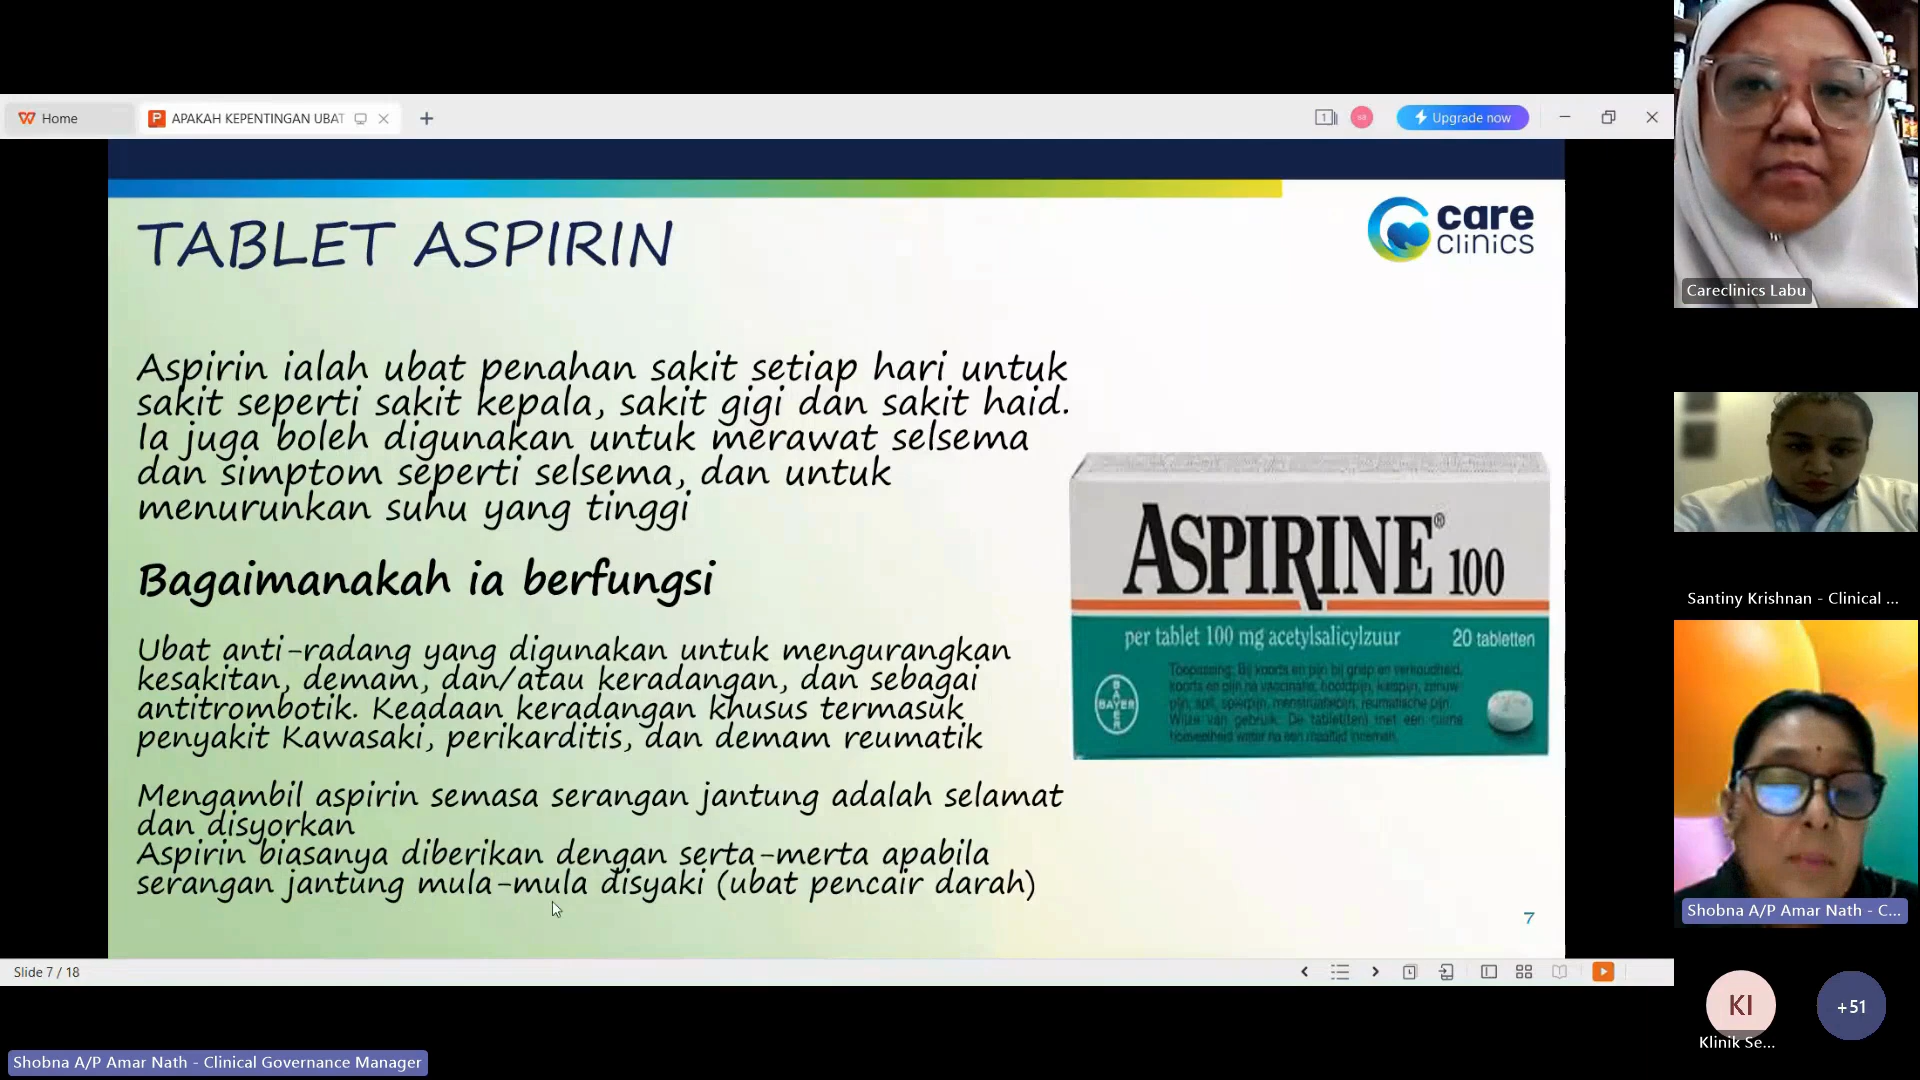 Home
APAKAH KEPENTINGAN UBAT
1
sa
Upgrade now
care
clinics
TABLET ASPIRIN
Aspirin ialah ubat penahan sakit setiap hari untuk
sakit seperti sakit kepala, sakit gigi dan sakit haid.
Ia juga boleh digunakan untuk merawat selsema
dan simptom seperti selsema, dan untuk
menurunkan suhu yang tinggi
Bagaimanakah ia berfungsi
Ubat anti-radang yang digunakan untuk mengurangkan
kesakitan, demam, dan/atau keradangan, dan sebagai
antitrombotik. Keadaan keradangan khusus termasuk
penyakit Kawasaki, perikarditis, dan demam reumatik
Mengambil aspirin semasa serangan jantung adalah selamat
dan disyorkan
Aspirin biasanya diberikan dengan serta-merta apabila
serangan jantung mula-mula disyaki (ubat pencair darah)
ASPIRINE® 100
per tablet 100 mg acetylsalicylzuur
20 tabletten
BAYER
7
Slide 7 / 18
Careclinics Labu
Santiny Krishnan - Clinical ...
Shobna A/P Amar Nath - C...
KI
+51
Klinik Se...
Shobna A/P Amar Nath - Clinical Governance Manager